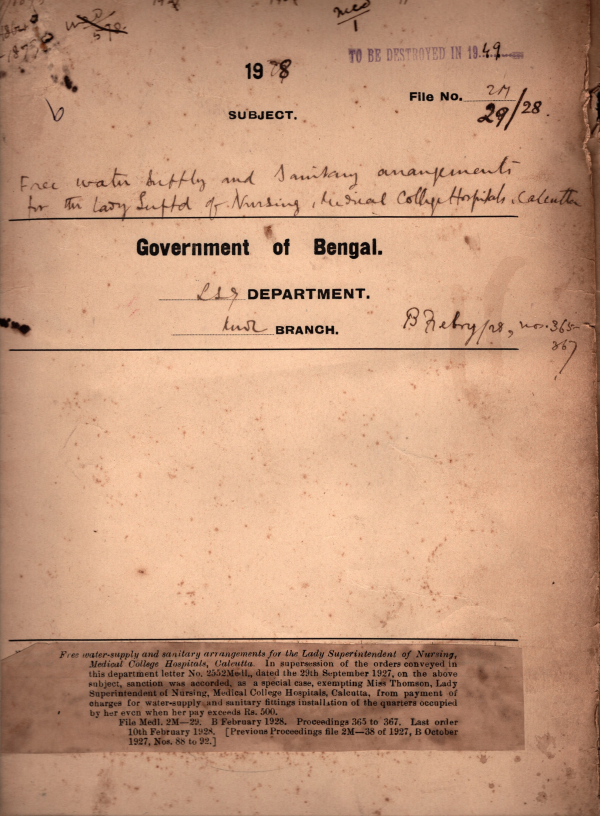 Med
1
TO BE DESTROYED IN 1949
1928
File No. 2M
29/28.
SUBJECT.
Free water supply and Sanitary arrangements
for the Lady Suptd of Nursing, Medical College Hospitals, Calcutta
Government of Bengal.
LSG DEPARTMENT.
Medl BRANCH.
B Febry/28, nos. 365-
367
Free water-supply and sanitary arrangements for the Lady Superintendent of Nursing,
Medical College Hospitals, Calcutta. In supersession of the orders conveyed in
this department letter No. 2552Medl., dated the 29th September 1927, on the above
subject, sanction was accorded, as a special case, exempting Miss Thomson, Lady
Superintendent of Nursing, Medical College Hospitals, Calcutta, from payment of
charges for water-supply and sanitary fittings installation of the quarters occupied
by her even when her pay exceeds Rs. 500.
File Medl. 2M—29. B February 1928. Proceedings 365 to 367. Last order
10th February 1928. [Previous Proceedings file 2M—38 of 1927, B October
1927, Nos. 88 to 92.]